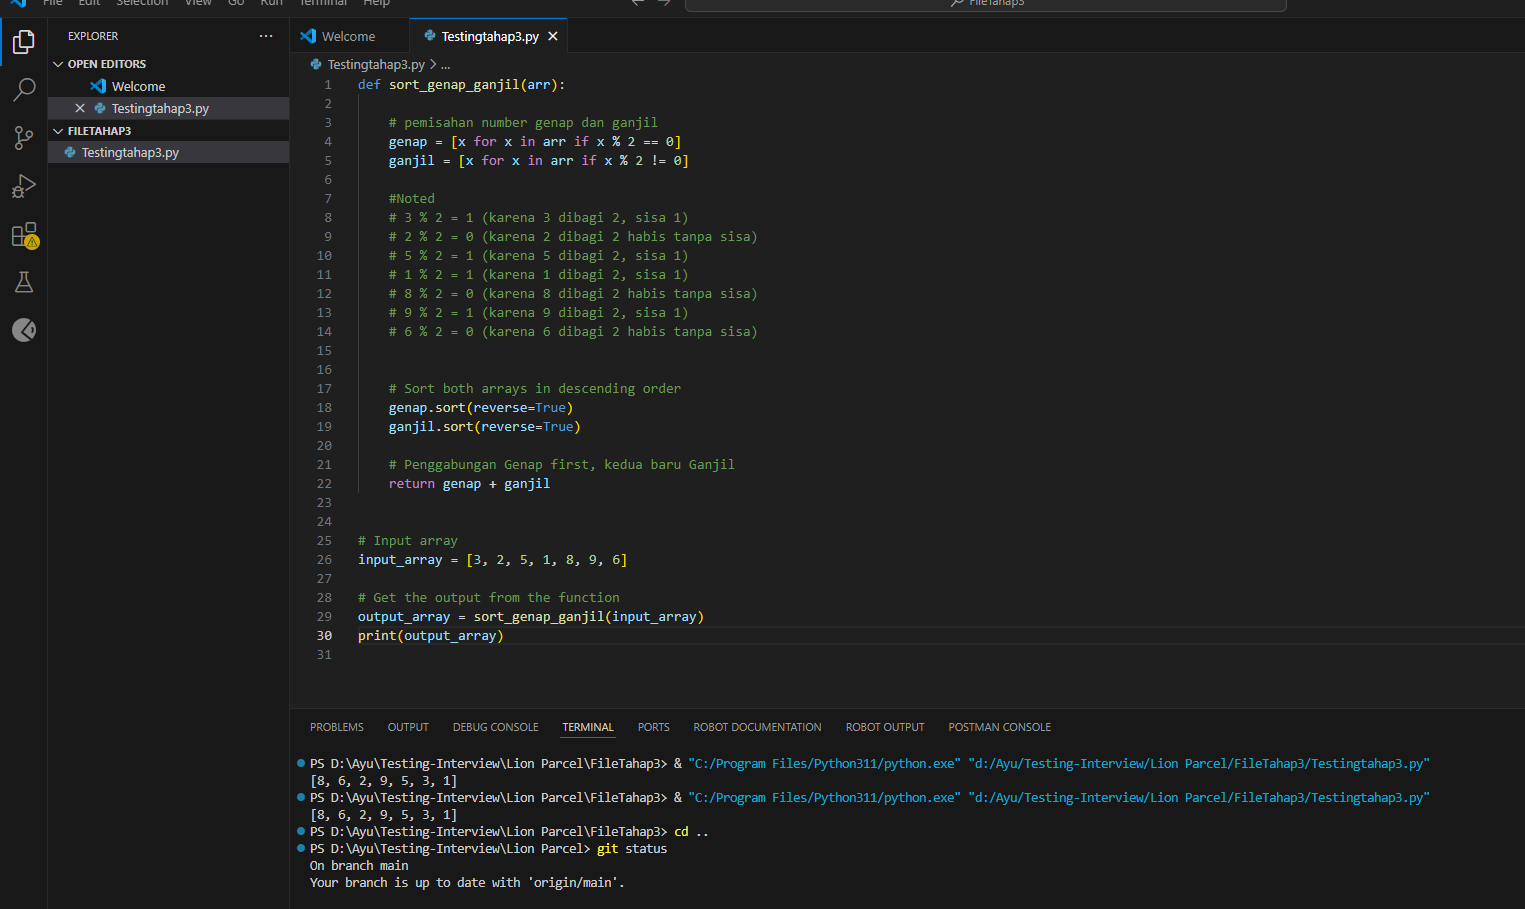 File Edit Selection View Go Run Terminal Help
FileTahap3
EXPLORER
OPEN EDITORS
Welcome
Testingtahap3.py
FILETAHAP3
Testingtahap3.py
Welcome
Testingtahap3.py
Testingtahap3.py > ...
1 def sort_genap_ganjil(arr):
2
3 # pemisahan number genap dan ganjil
4 genap = [x for x in arr if x % 2 == 0]
5 ganjil = [x for x in arr if x % 2 != 0]
6
7 #Noted
8 # 3 % 2 = 1 (karena 3 dibagi 2, sisa 1)
9 # 2 % 2 = 0 (karena 2 dibagi 2 habis tanpa sisa)
10 # 5 % 2 = 1 (karena 5 dibagi 2, sisa 1)
11 # 1 % 2 = 1 (karena 1 dibagi 2, sisa 1)
12 # 8 % 2 = 0 (karena 8 dibagi 2 habis tanpa sisa)
13 # 9 % 2 = 1 (karena 9 dibagi 2, sisa 1)
14 # 6 % 2 = 0 (karena 6 dibagi 2 habis tanpa sisa)
15
16
17 # Sort both arrays in descending order
18 genap.sort(reverse=True)
19 ganjil.sort(reverse=True)
20
21 # Penggabungan Genap first, kedua baru Ganjil
22 return genap + ganjil
23
24
25 # Input array
26 input_array = [3, 2, 5, 1, 8, 9, 6]
27
28 # Get the output from the function
29 output_array = sort_genap_ganjil(input_array)
30 print(output_array)
31
PROBLEMS OUTPUT DEBUG CONSOLE TERMINAL PORTS ROBOT DOCUMENTATION ROBOT OUTPUT POSTMAN CONSOLE
PS D:\Ayu\Testing-Interview\Lion Parcel\FileTahap3> & "C:/Program Files/Python311/python.exe" "d:/Ayu/Testing-Interview/Lion Parcel/FileTahap3/Testingtahap3.py"
[8, 6, 2, 9, 5, 3, 1]
PS D:\Ayu\Testing-Interview\Lion Parcel\FileTahap3> & "C:/Program Files/Python311/python.exe" "d:/Ayu/Testing-Interview/Lion Parcel/FileTahap3/Testingtahap3.py"
[8, 6, 2, 9, 5, 3, 1]
PS D:\Ayu\Testing-Interview\Lion Parcel\FileTahap3> cd ..
PS D:\Ayu\Testing-Interview\Lion Parcel> git status
On branch main
Your branch is up to date with 'origin/main'.